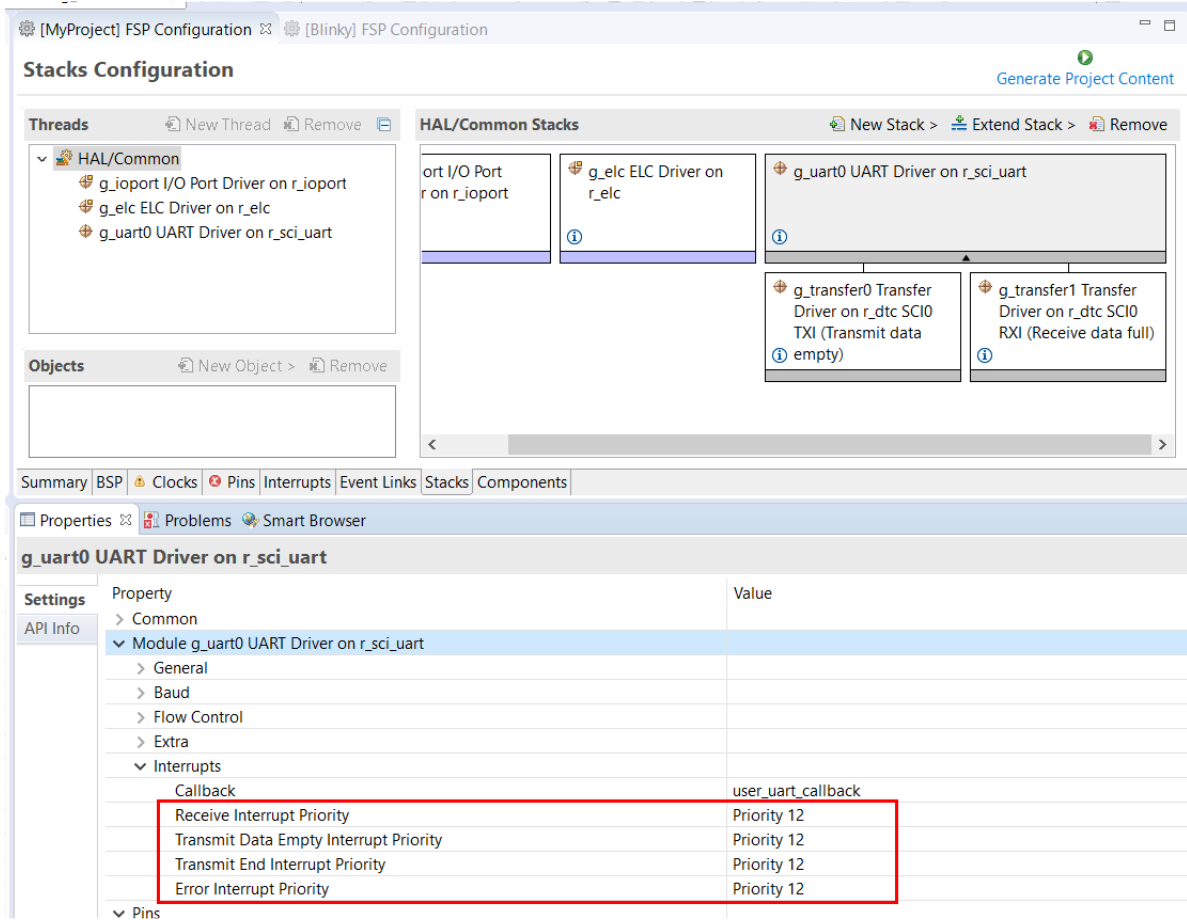 [MyProject] FSP Configuration
[Blinky] FSP Configuration
Stacks Configuration
Generate Project Content
Threads
New Thread
Remove
HAL/Common
g_ioport I/O Port Driver on r_ioport
g_elc ELC Driver on r_elc
g_uart0 UART Driver on r_sci_uart
Objects
New Object >
Remove
HAL/Common Stacks
New Stack >
Extend Stack >
Remove
ort I/O Port
r on r_ioport
g_elc ELC Driver on
r_elc
g_uart0 UART Driver on r_sci_uart
g_transfer0 Transfer
Driver on r_dtc SCI0
TXI (Transmit data
empty)
g_transfer1 Transfer
Driver on r_dtc SCI0
RXI (Receive data full)
Summary
BSP
Clocks
Pins
Interrupts
Event Links
Stacks
Components
Properties
Problems
Smart Browser
g_uart0 UART Driver on r_sci_uart
Settings
API Info
Property Value
Common
Module g_uart0 UART Driver on r_sci_uart
General
Baud
Flow Control
Extra
Interrupts
Callback user_uart_callback
Receive Interrupt Priority Priority 12
Transmit Data Empty Interrupt Priority Priority 12
Transmit End Interrupt Priority Priority 12
Error Interrupt Priority Priority 12
Pins